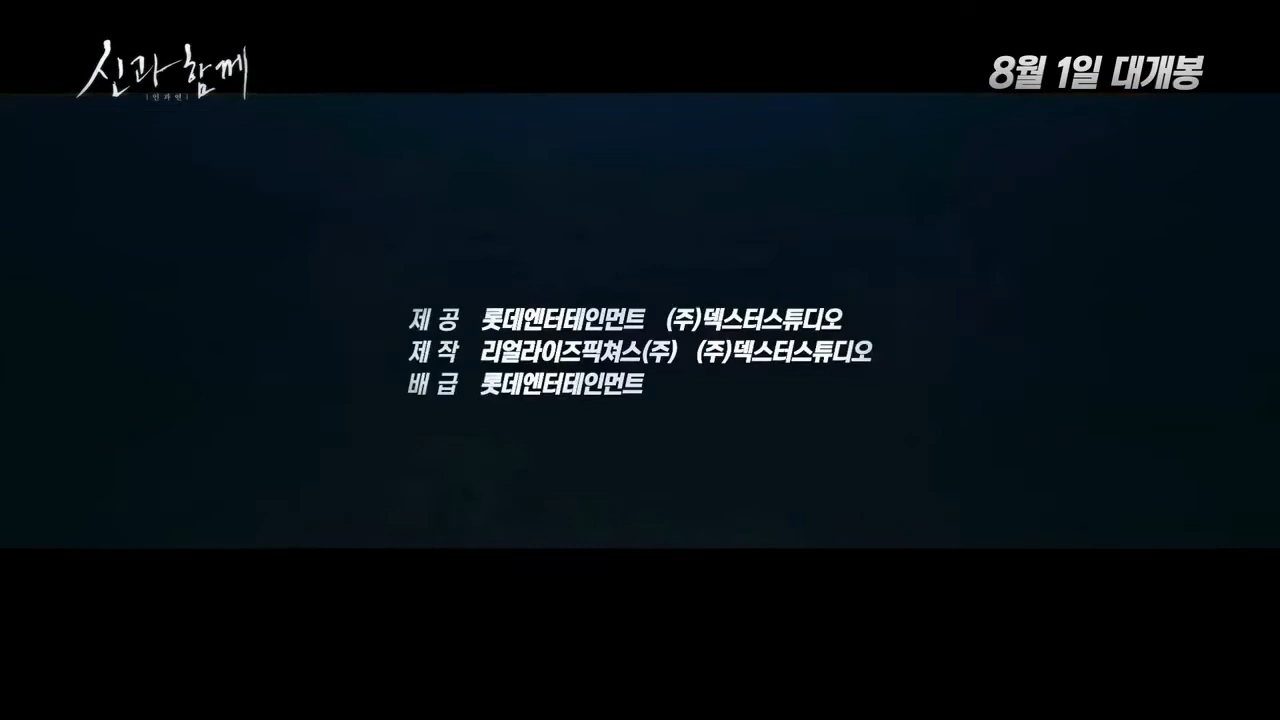 신과함께
인과연
8월 1일 대개봉
제 공 롯데엔터테인먼트 (주)덱스터스튜디오
제 작 리얼라이즈픽쳐스(주) (주)덱스터스튜디오
배 급 롯데엔터테인먼트